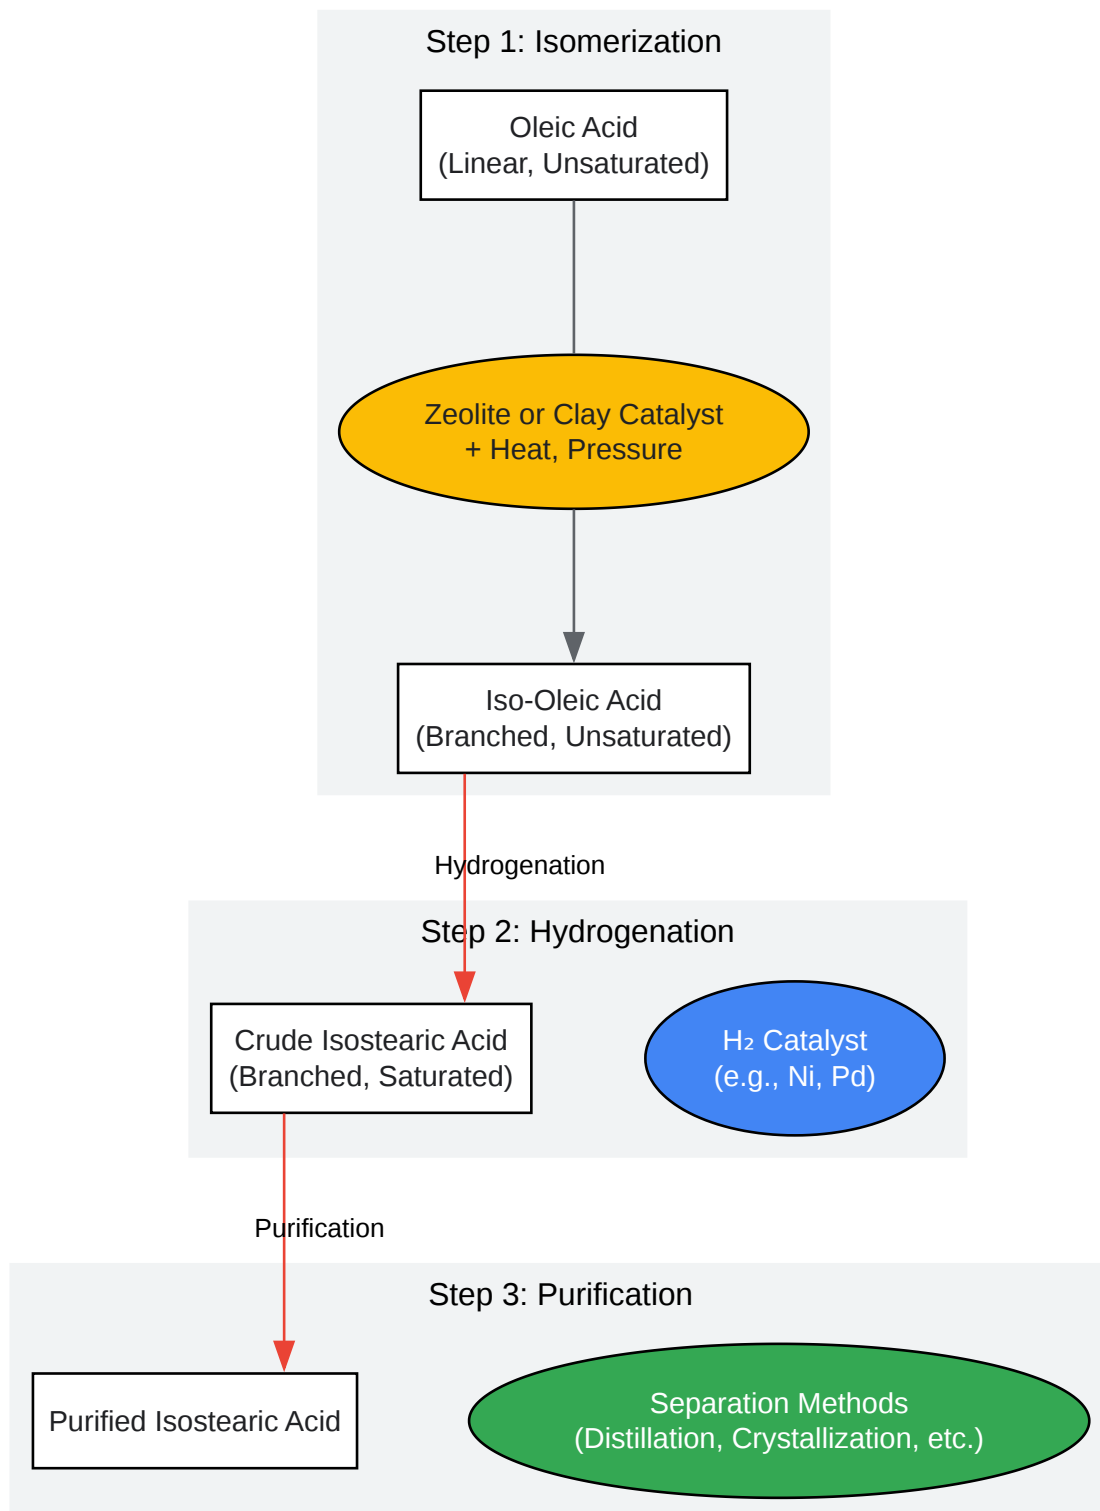 Step 1: Isomerization
Oleic Acid
(Linear, Unsaturated)
Zeolite or Clay Catalyst
+ Heat, Pressure
Iso-Oleic Acid
(Branched, Unsaturated)
Hydrogenation
Step 2: Hydrogenation
Crude Isostearic Acid
(Branched, Saturated)
H₂ Catalyst
(e.g., Ni, Pd)
Purification
Step 3: Purification
Purified Isostearic Acid
Separation Methods
(Distillation, Crystallization, etc.)